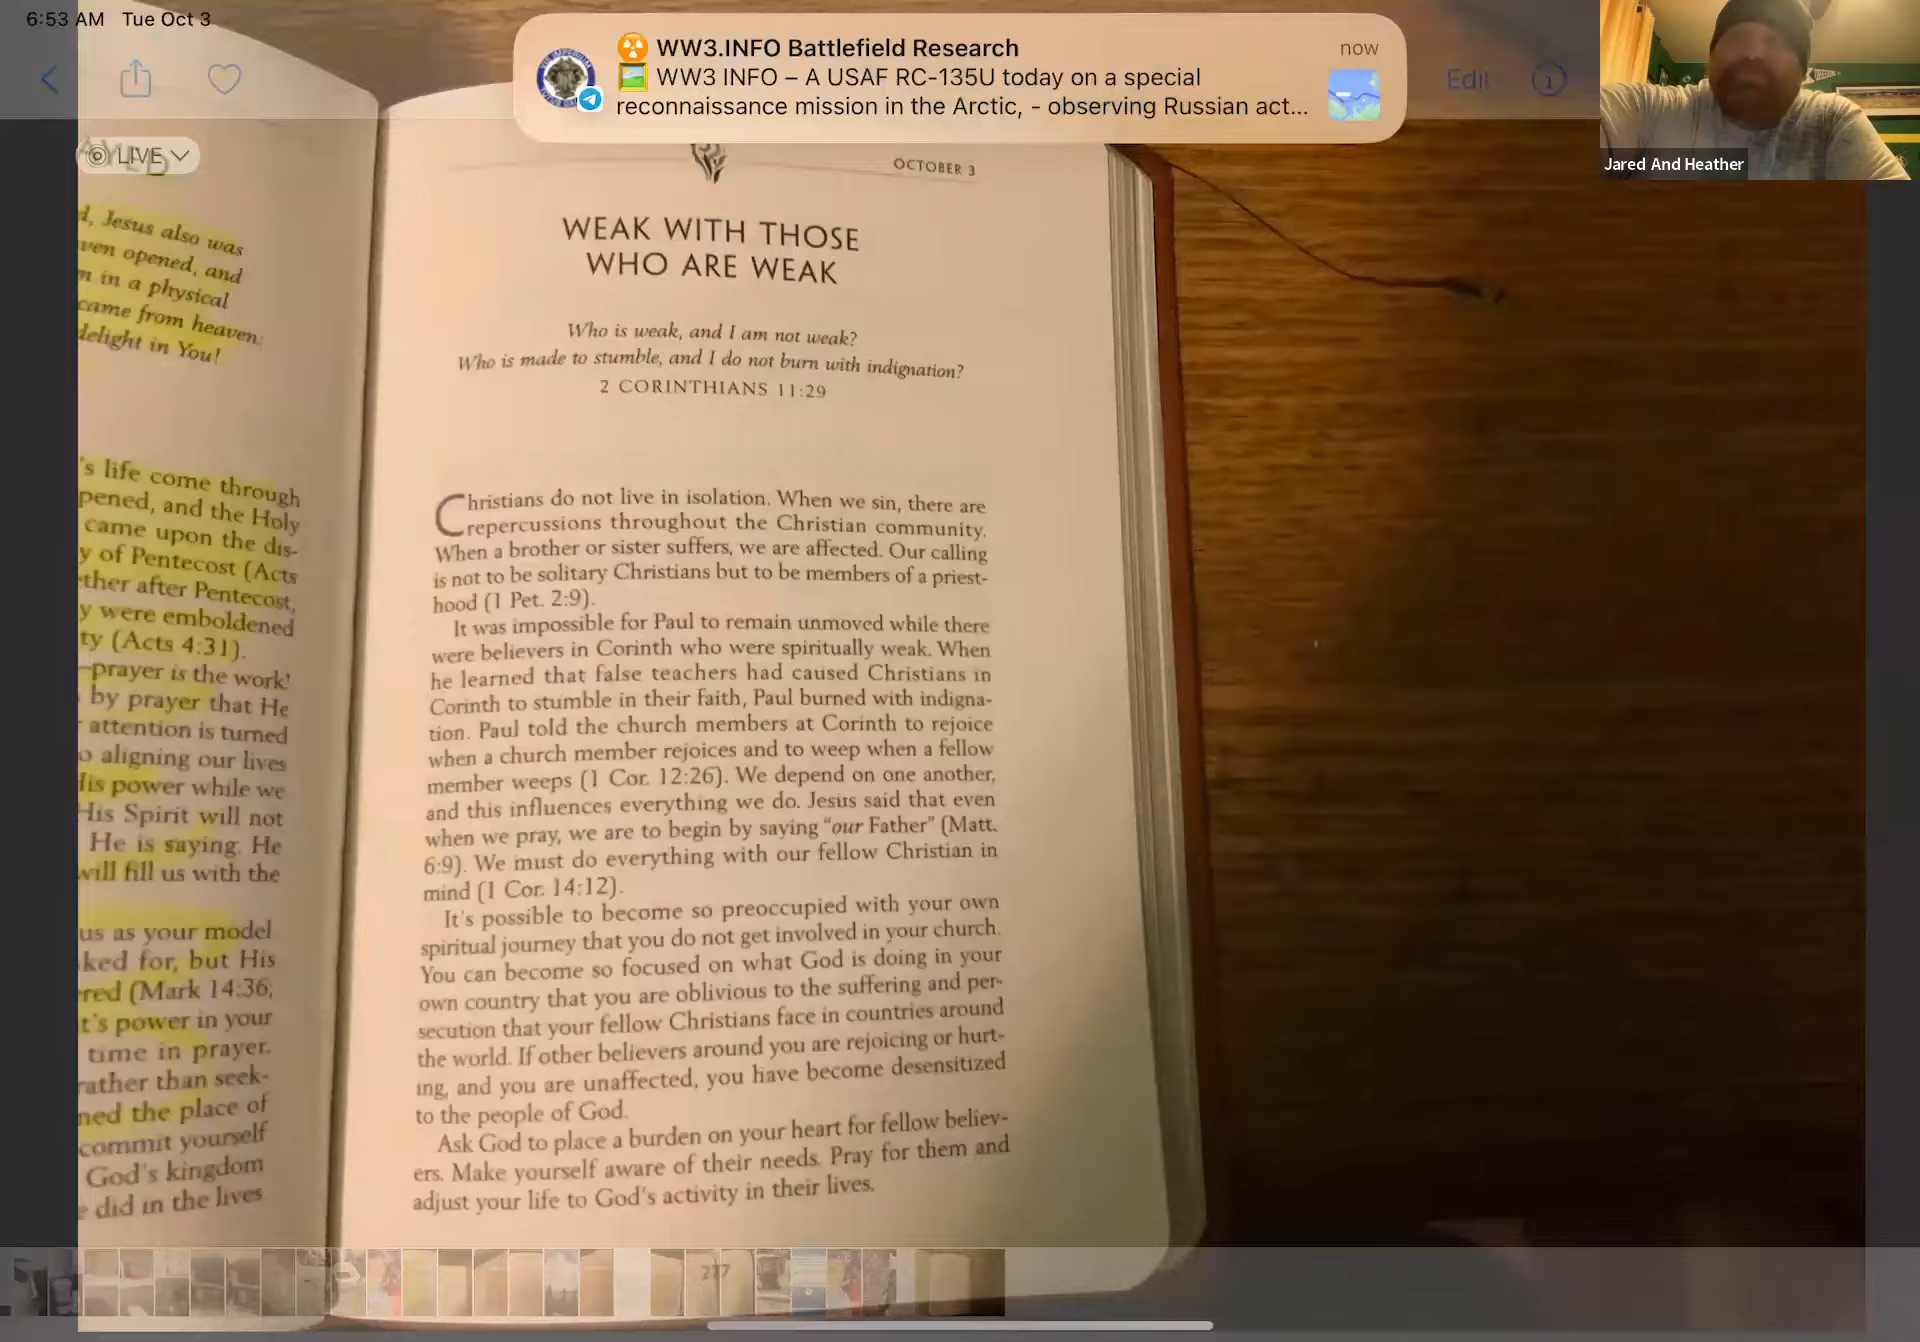 6:53 AM Tue Oct 3
WW3.INFO Battlefield Research
now
WW3 INFO – A USAF RC-135U today on a special
reconnaissance mission in the Arctic, - observing Russian act...
Edit
LIVE
Jared And Heather
d, Jesus also was
ven opened, and
n in a physical
came from heaven:
delight in You!
's life come through
pened, and the Holy
came upon the dis-
y of Pentecost (Acts
ther after Pentecost,
y were emboldened
ty (Acts 4:31).
—prayer is the work!
by prayer that He
attention is turned
o aligning our lives
His power while we
His Spirit will not
He is saying. He
will fill us with the
us as your model
ked for, but His
red (Mark 14:36,
t's power in your
time in prayer.
rather than seek-
ned the place of
commit yourself
God's kingdom
e did in the lives
OCTOBER 3
WEAK WITH THOSE
WHO ARE WEAK
Who is weak, and I am not weak?
Who is made to stumble, and I do not burn with indignation?
2 CORINTHIANS 11:29
Christians do not live in isolation. When we sin, there are
repercussions throughout the Christian community.
When a brother or sister suffers, we are affected. Our calling
is not to be solitary Christians but to be members of a priest-
hood (1 Pet. 2:9).
It was impossible for Paul to remain unmoved while there
were believers in Corinth who were spiritually weak. When
he learned that false teachers had caused Christians in
Corinth to stumble in their faith, Paul burned with indigna-
tion. Paul told the church members at Corinth to rejoice
when a church member rejoices and to weep when a fellow
member weeps (1 Cor. 12:26). We depend on one another,
and this influences everything we do. Jesus said that even
when we pray, we are to begin by saying “our Father” (Matt.
6:9). We must do everything with our fellow Christian in
mind (1 Cor. 14:12).
It's possible to become so preoccupied with your own
spiritual journey that you do not get involved in your church.
You can become so focused on what God is doing in your
own country that you are oblivious to the suffering and per-
secution that your fellow Christians face in countries around
the world. If other believers around you are rejoicing or hurt-
ing, and you are unaffected, you have become desensitized
to the people of God.
Ask God to place a burden on your heart for fellow believ-
ers. Make yourself aware of their needs. Pray for them and
adjust your life to God's activity in their lives.
277